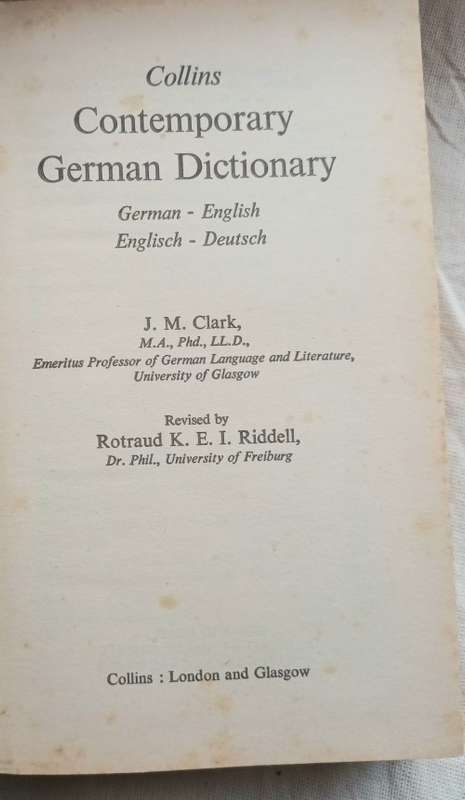 Collins
Contemporary
German Dictionary
German - English
Englisch - Deutsch
J. M. Clark,
M.A., Phd., LL.D.,
Emeritus Professor of German Language and Literature,
University of Glasgow
Revised by
Rotraud K. E. I. Riddell,
Dr. Phil., University of Freiburg
Collins : London and Glasgow